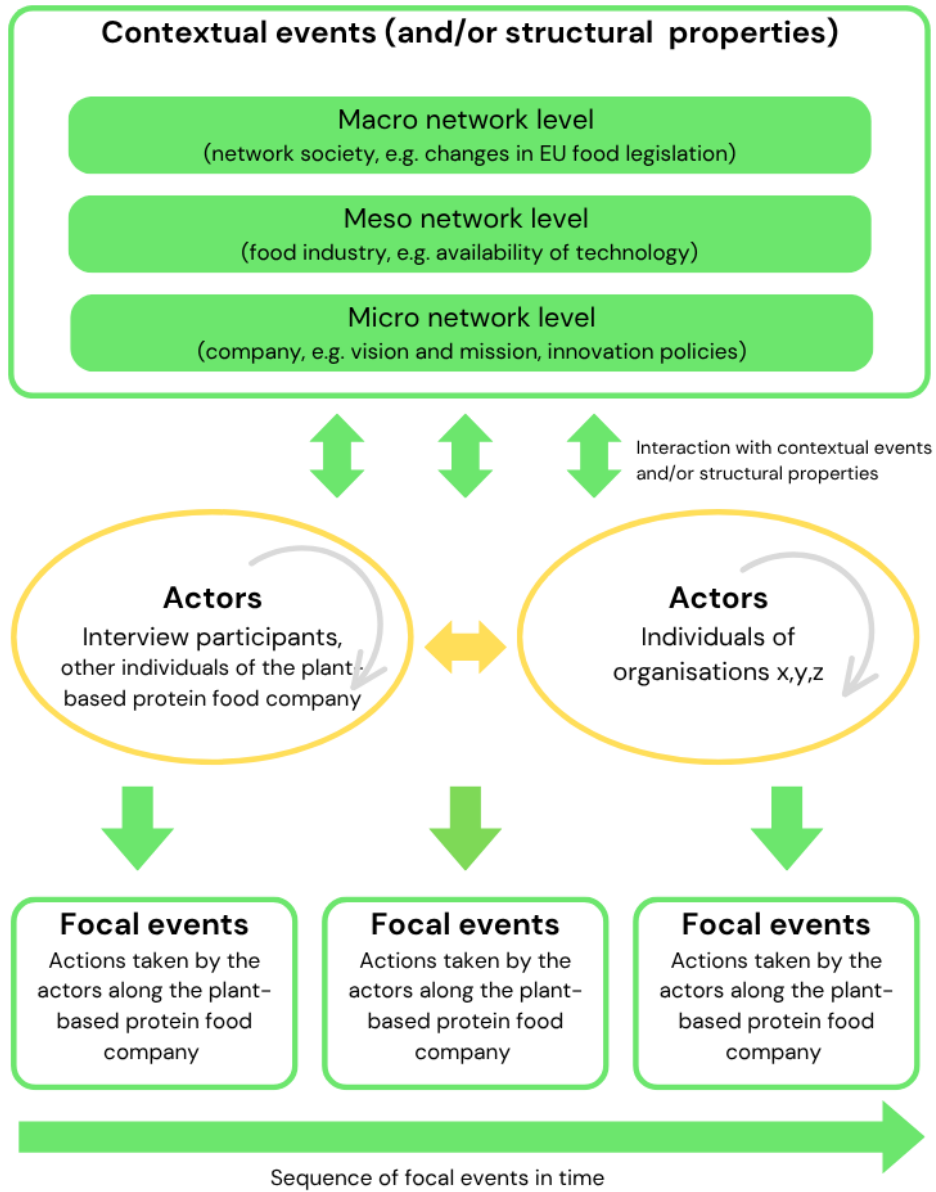 Contextual events (and/or structural properties)
Macro network level
(network society, e.g. changes in EU food legislation)
Meso network level
(food industry, e.g. availability of technology)
Micro network level
(company, e.g. vision and mission, innovation policies)
Interaction with contextual events
and/or structural properties
Actors
Interview participants,
other individuals of the plant-
based protein food company
Actors
Individuals of
organisations x,y,z
Focal events
Actions taken by the
actors along the plant-
based protein food
company
Focal events
Actions taken by the
actors along the plant-
based protein food
company
Focal events
Actions taken by the
actors along the plant-
based protein food
company
Sequence of focal events in time